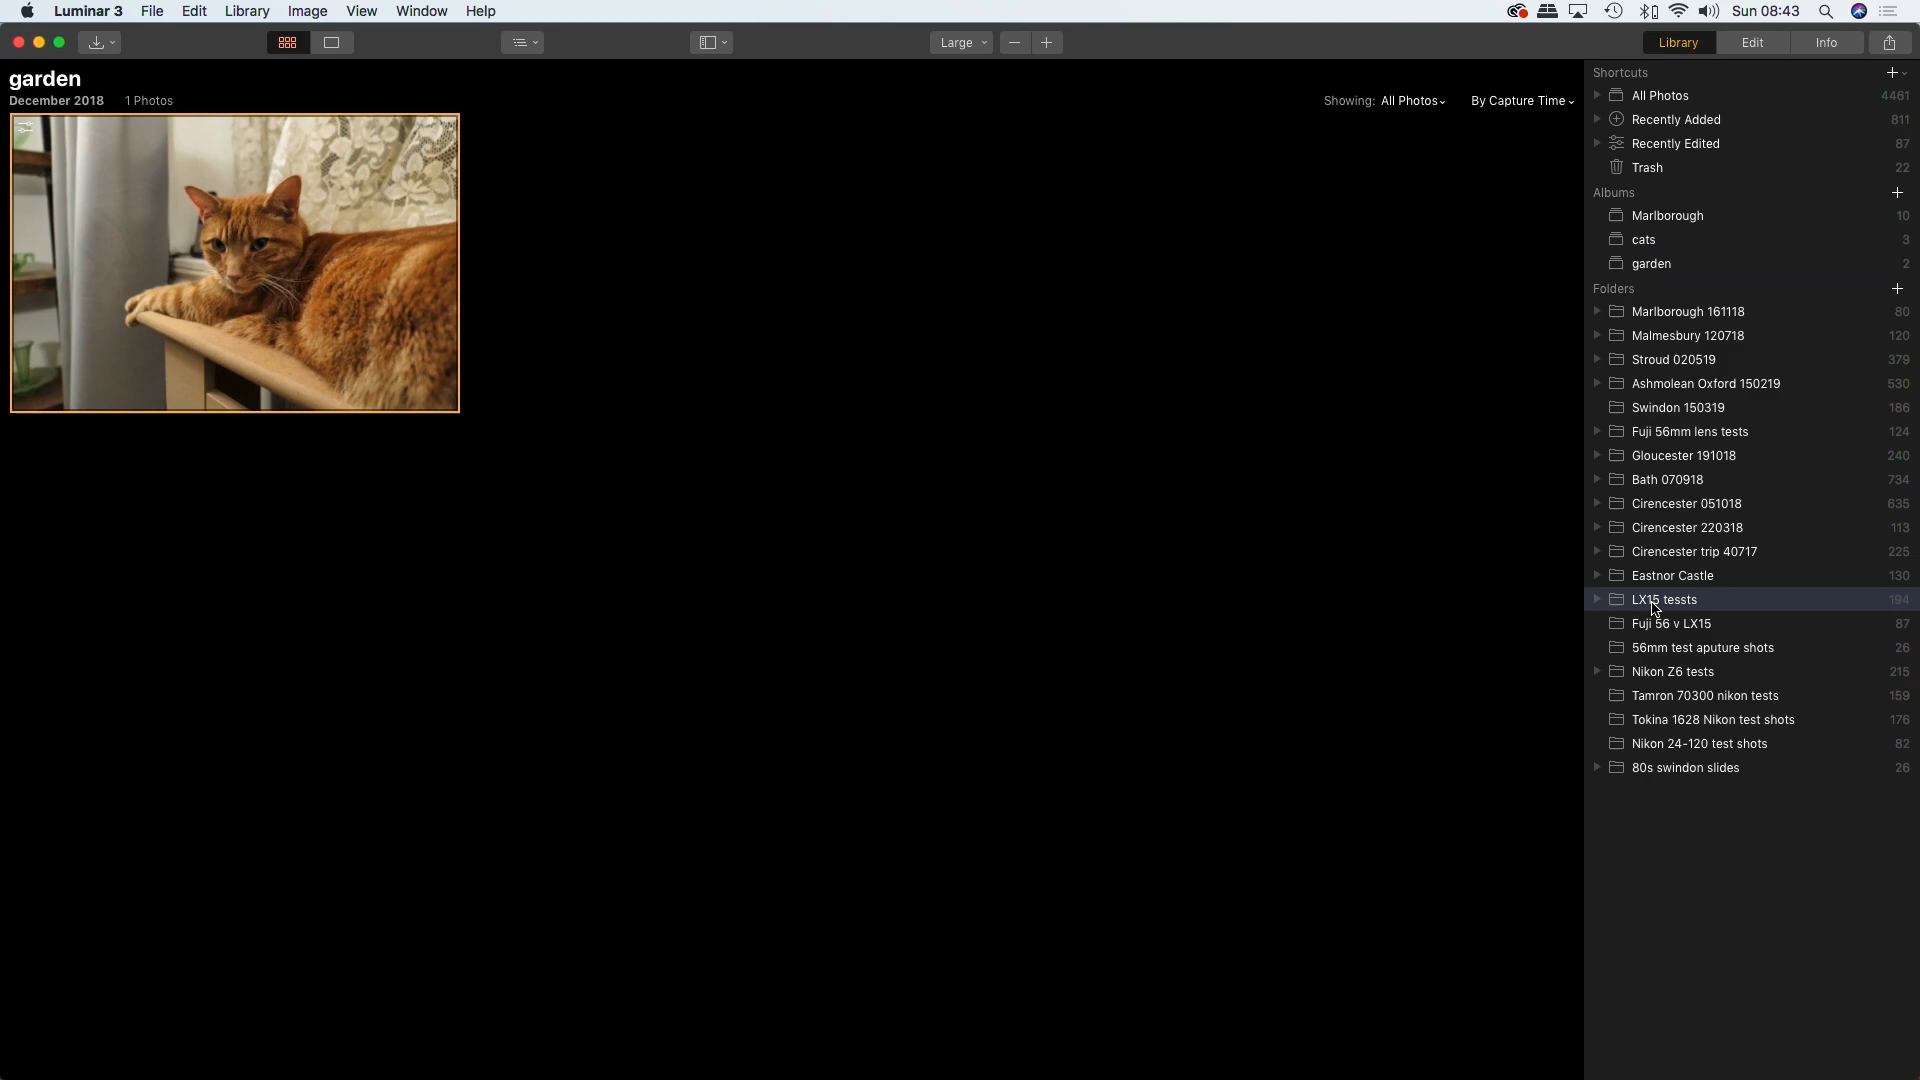 Luminar 3 File Edit Library Image View Window Help Sun 08:43
Large Library Edit Info
garden
December 2018 1 Photos Showing: All Photos By Capture Time
Shortcuts
All Photos 4461
Recently Added 811
Recently Edited 87
Trash 22
Albums
Marlborough 10
cats 3
garden 2
Folders
Marlborough 161118 80
Malmesbury 120718 120
Stroud 020519 379
Ashmolean Oxford 150219 530
Swindon 150319 186
Fuji 56mm lens tests 124
Gloucester 191018 240
Bath 070918 734
Cirencester 051018 635
Cirencester 220318 113
Cirencester trip 40717 225
Eastnor Castle 130
LX15 tessts 194
Fuji 56 v LX15 87
56mm test aputure shots 26
Nikon Z6 tests 215
Tamron 70300 nikon tests 159
Tokina 1628 Nikon test shots 176
Nikon 24-120 test shots 82
80s swindon slides 26